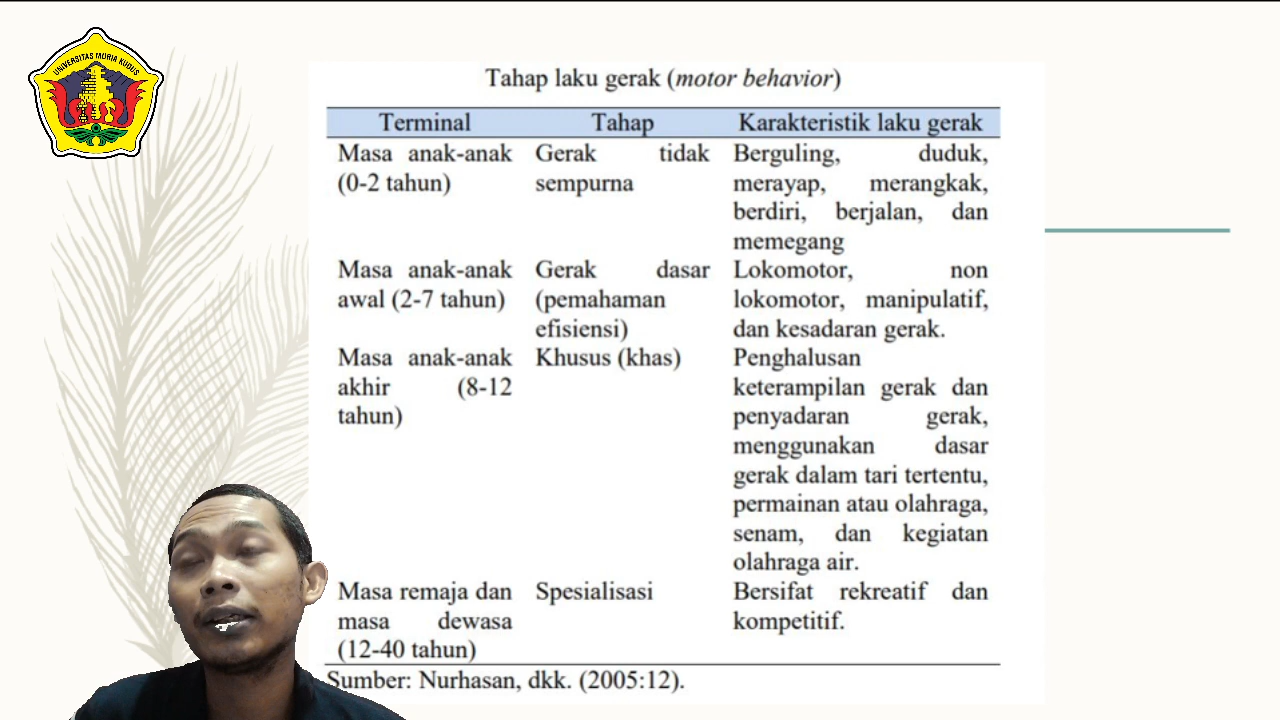 UNIVERSITAS MURIA KUDUS
Tahap laku gerak (motor behavior)
Terminal Tahap Karakteristik laku gerak
Masa anak-anak Gerak tidak Berguling, duduk,
(0-2 tahun) sempurna merayap, merangkak,
berdiri, berjalan, dan
memegang
Masa anak-anak Gerak dasar Lokomotor, non
awal (2-7 tahun) (pemahaman lokomotor, manipulatif,
efisiensi) dan kesadaran gerak.
Masa anak-anak Khusus (khas) Penghalusan
akhir (8-12 keterampilan gerak dan
tahun) penyadaran gerak,
menggunakan dasar
gerak dalam tari tertentu,
permainan atau olahraga,
senam, dan kegiatan
olahraga air.
Masa remaja dan Spesialisasi Bersifat rekreatif dan
masa dewasa kompetitif.
(12-40 tahun)
Sumber: Nurhasan, dkk. (2005:12).